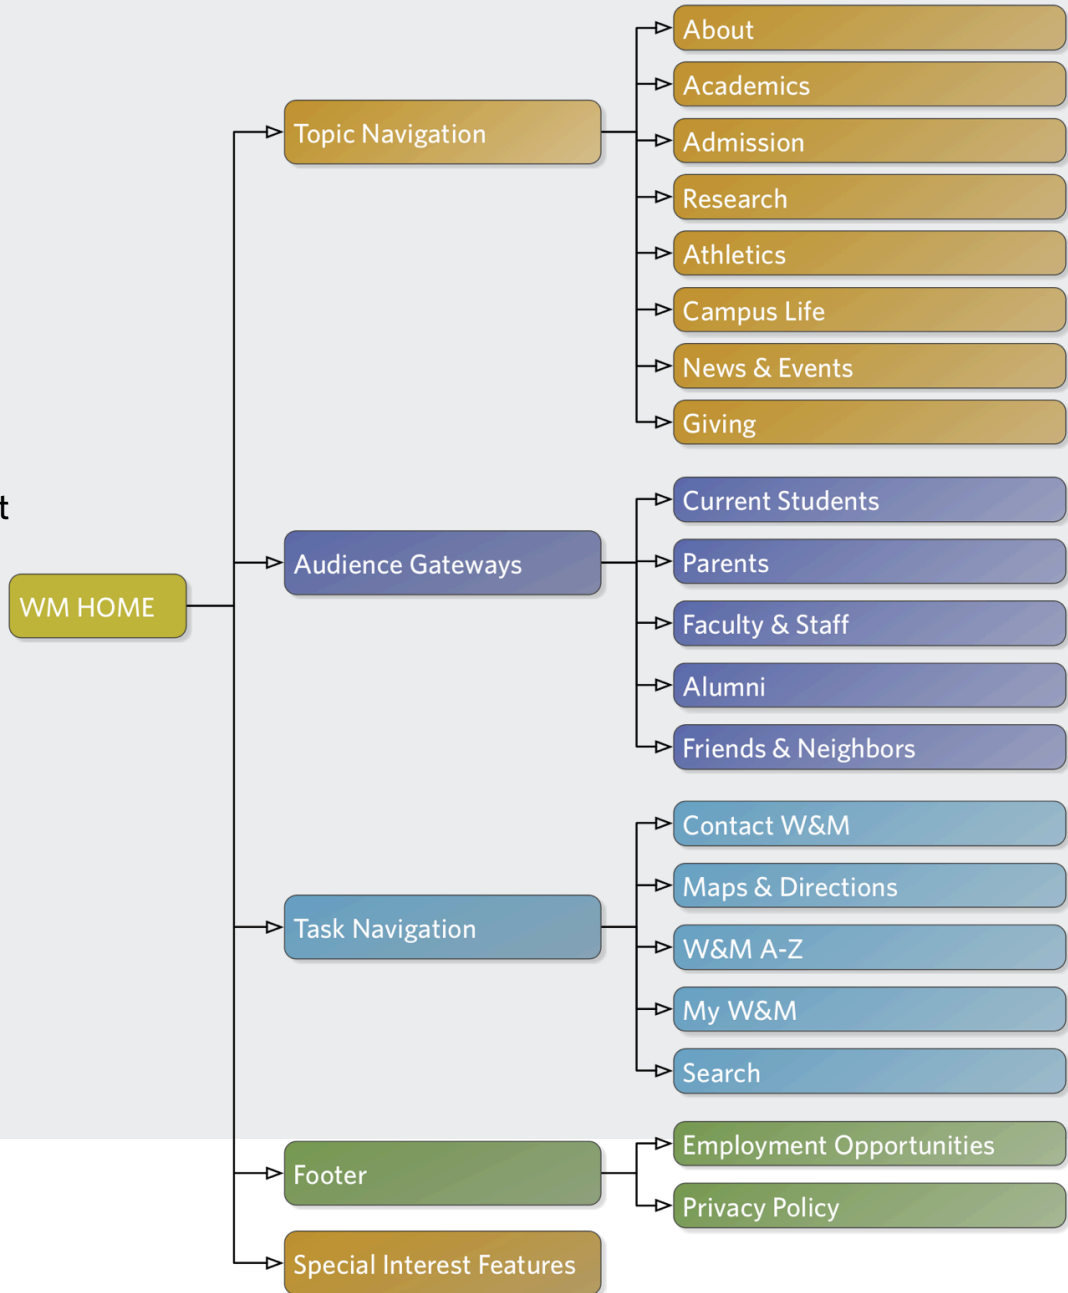 t
WM HOME
Topic Navigation
About
Academics
Admission
Research
Athletics
Campus Life
News & Events
Giving
Audience Gateways
Current Students
Parents
Faculty & Staff
Alumni
Friends & Neighbors
Task Navigation
Contact W&M
Maps & Directions
W&M A-Z
My W&M
Search
Footer
Employment Opportunities
Privacy Policy
Special Interest Features